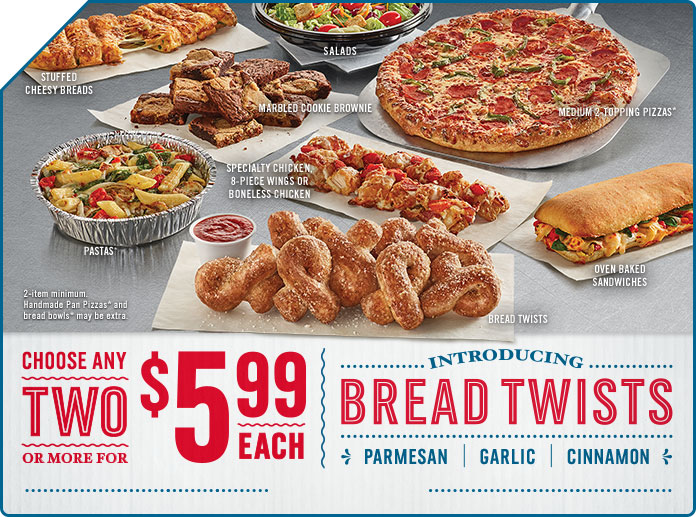 STUFFED
CHEESY BREADS
SALADS
MARBLED COOKIE BROWNIE
MEDIUM 2-TOPPING PIZZAS*
SPECIALTY CHICKEN,
8-PIECE WINGS OR
BONELESS CHICKEN
PASTAS*
OVEN BAKED
SANDWICHES
2-item minimum.
Handmade Pan Pizzas* and
bread bowls* may be extra.
BREAD TWISTS
CHOOSE ANY
TWO
OR MORE FOR
$5.99
EACH
INTRODUCING
BREAD TWISTS
PARMESAN | GARLIC | CINNAMON